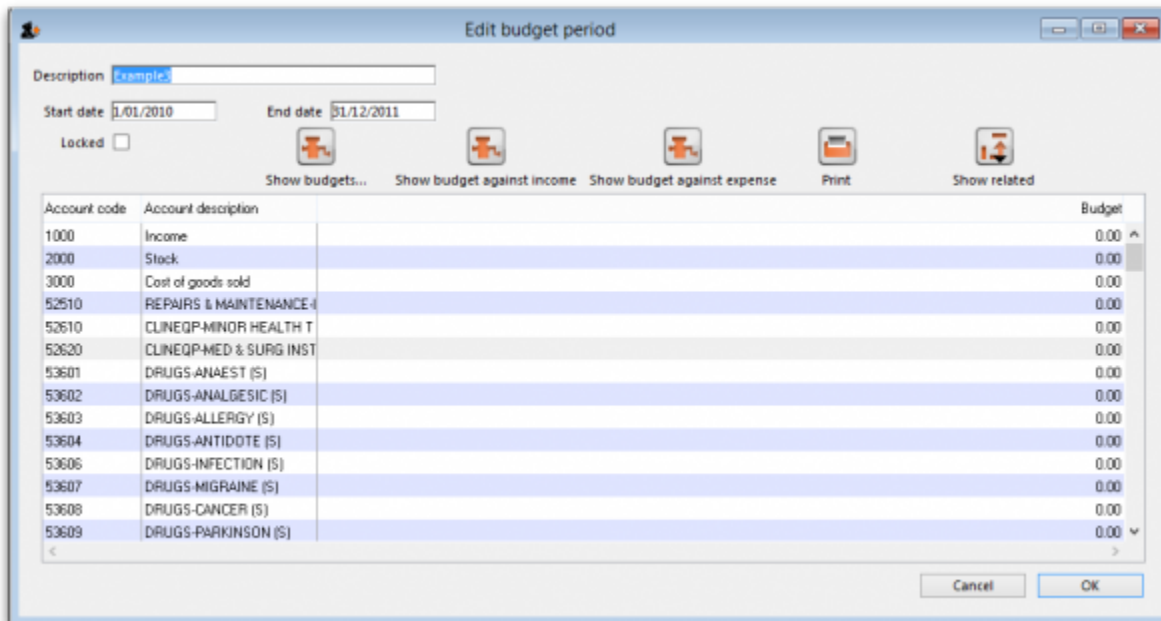 Edit budget period
Description Example3
Start date 1/01/2010 End date 31/12/2011
Locked
Show budgets... Show budget against income Show budget against expense Print Show related
Account code Account description Budget
1000 Income 0.00
2000 Stock 0.00
3000 Cost of goods sold 0.00
52510 REPAIRS & MAINTENANCE- 0.00
52610 CLINEQP-MINOR HEALTH T 0.00
52620 CLINEQP-MED & SURG INST 0.00
53601 DRUGS-ANAEST (S) 0.00
53602 DRUGS-ANALGESIC (S) 0.00
53603 DRUGS-ALLERGY (S) 0.00
53604 DRUGS-ANTIDOTE (S) 0.00
53606 DRUGS-INFECTION (S) 0.00
53607 DRUGS-MIGRAINE (S) 0.00
53608 DRUGS-CANCER (S) 0.00
53609 DRUGS-PARKINSON (S) 0.00
Cancel OK